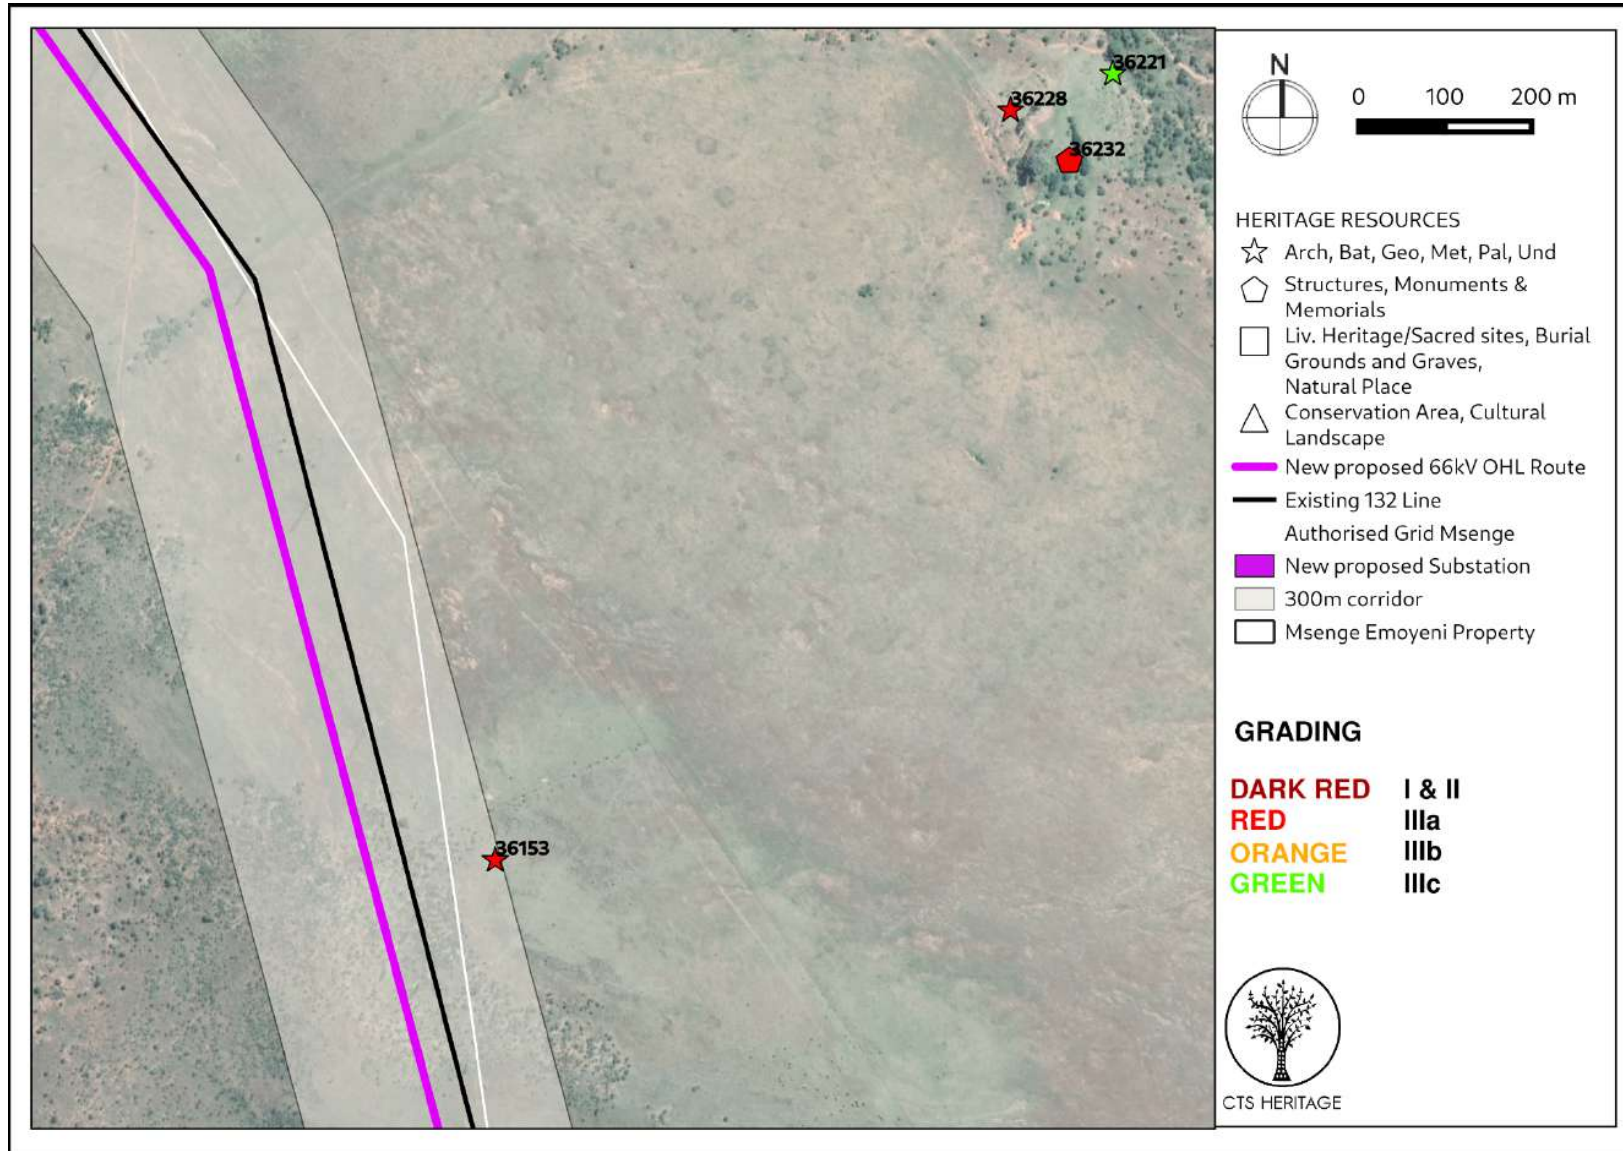 36221
36228
36232
36153
N
0 100 200 m
HERITAGE RESOURCES
Arch, Bat, Geo, Met, Pal, Und
Structures, Monuments &
Memorials
Liv. Heritage/Sacred sites, Burial
Grounds and Graves,
Natural Place
Conservation Area, Cultural
Landscape
New proposed 66kV OHL Route
Existing 132 Line
Authorised Grid Msenge
New proposed Substation
300m corridor
Msenge Emoyeni Property
GRADING
DARK RED I & II
RED IIIa
ORANGE IIIb
GREEN IIIc
CTS HERITAGE